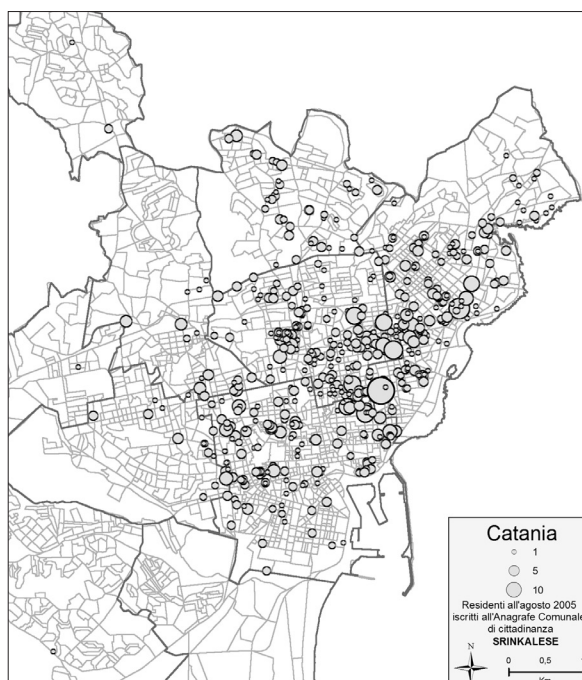 Catania
1
5
10
Residenti all'agosto 2005
iscritti all'Anagrafe Comunale
di cittadinanza
SRINKALESE
N
0 0,5
Km